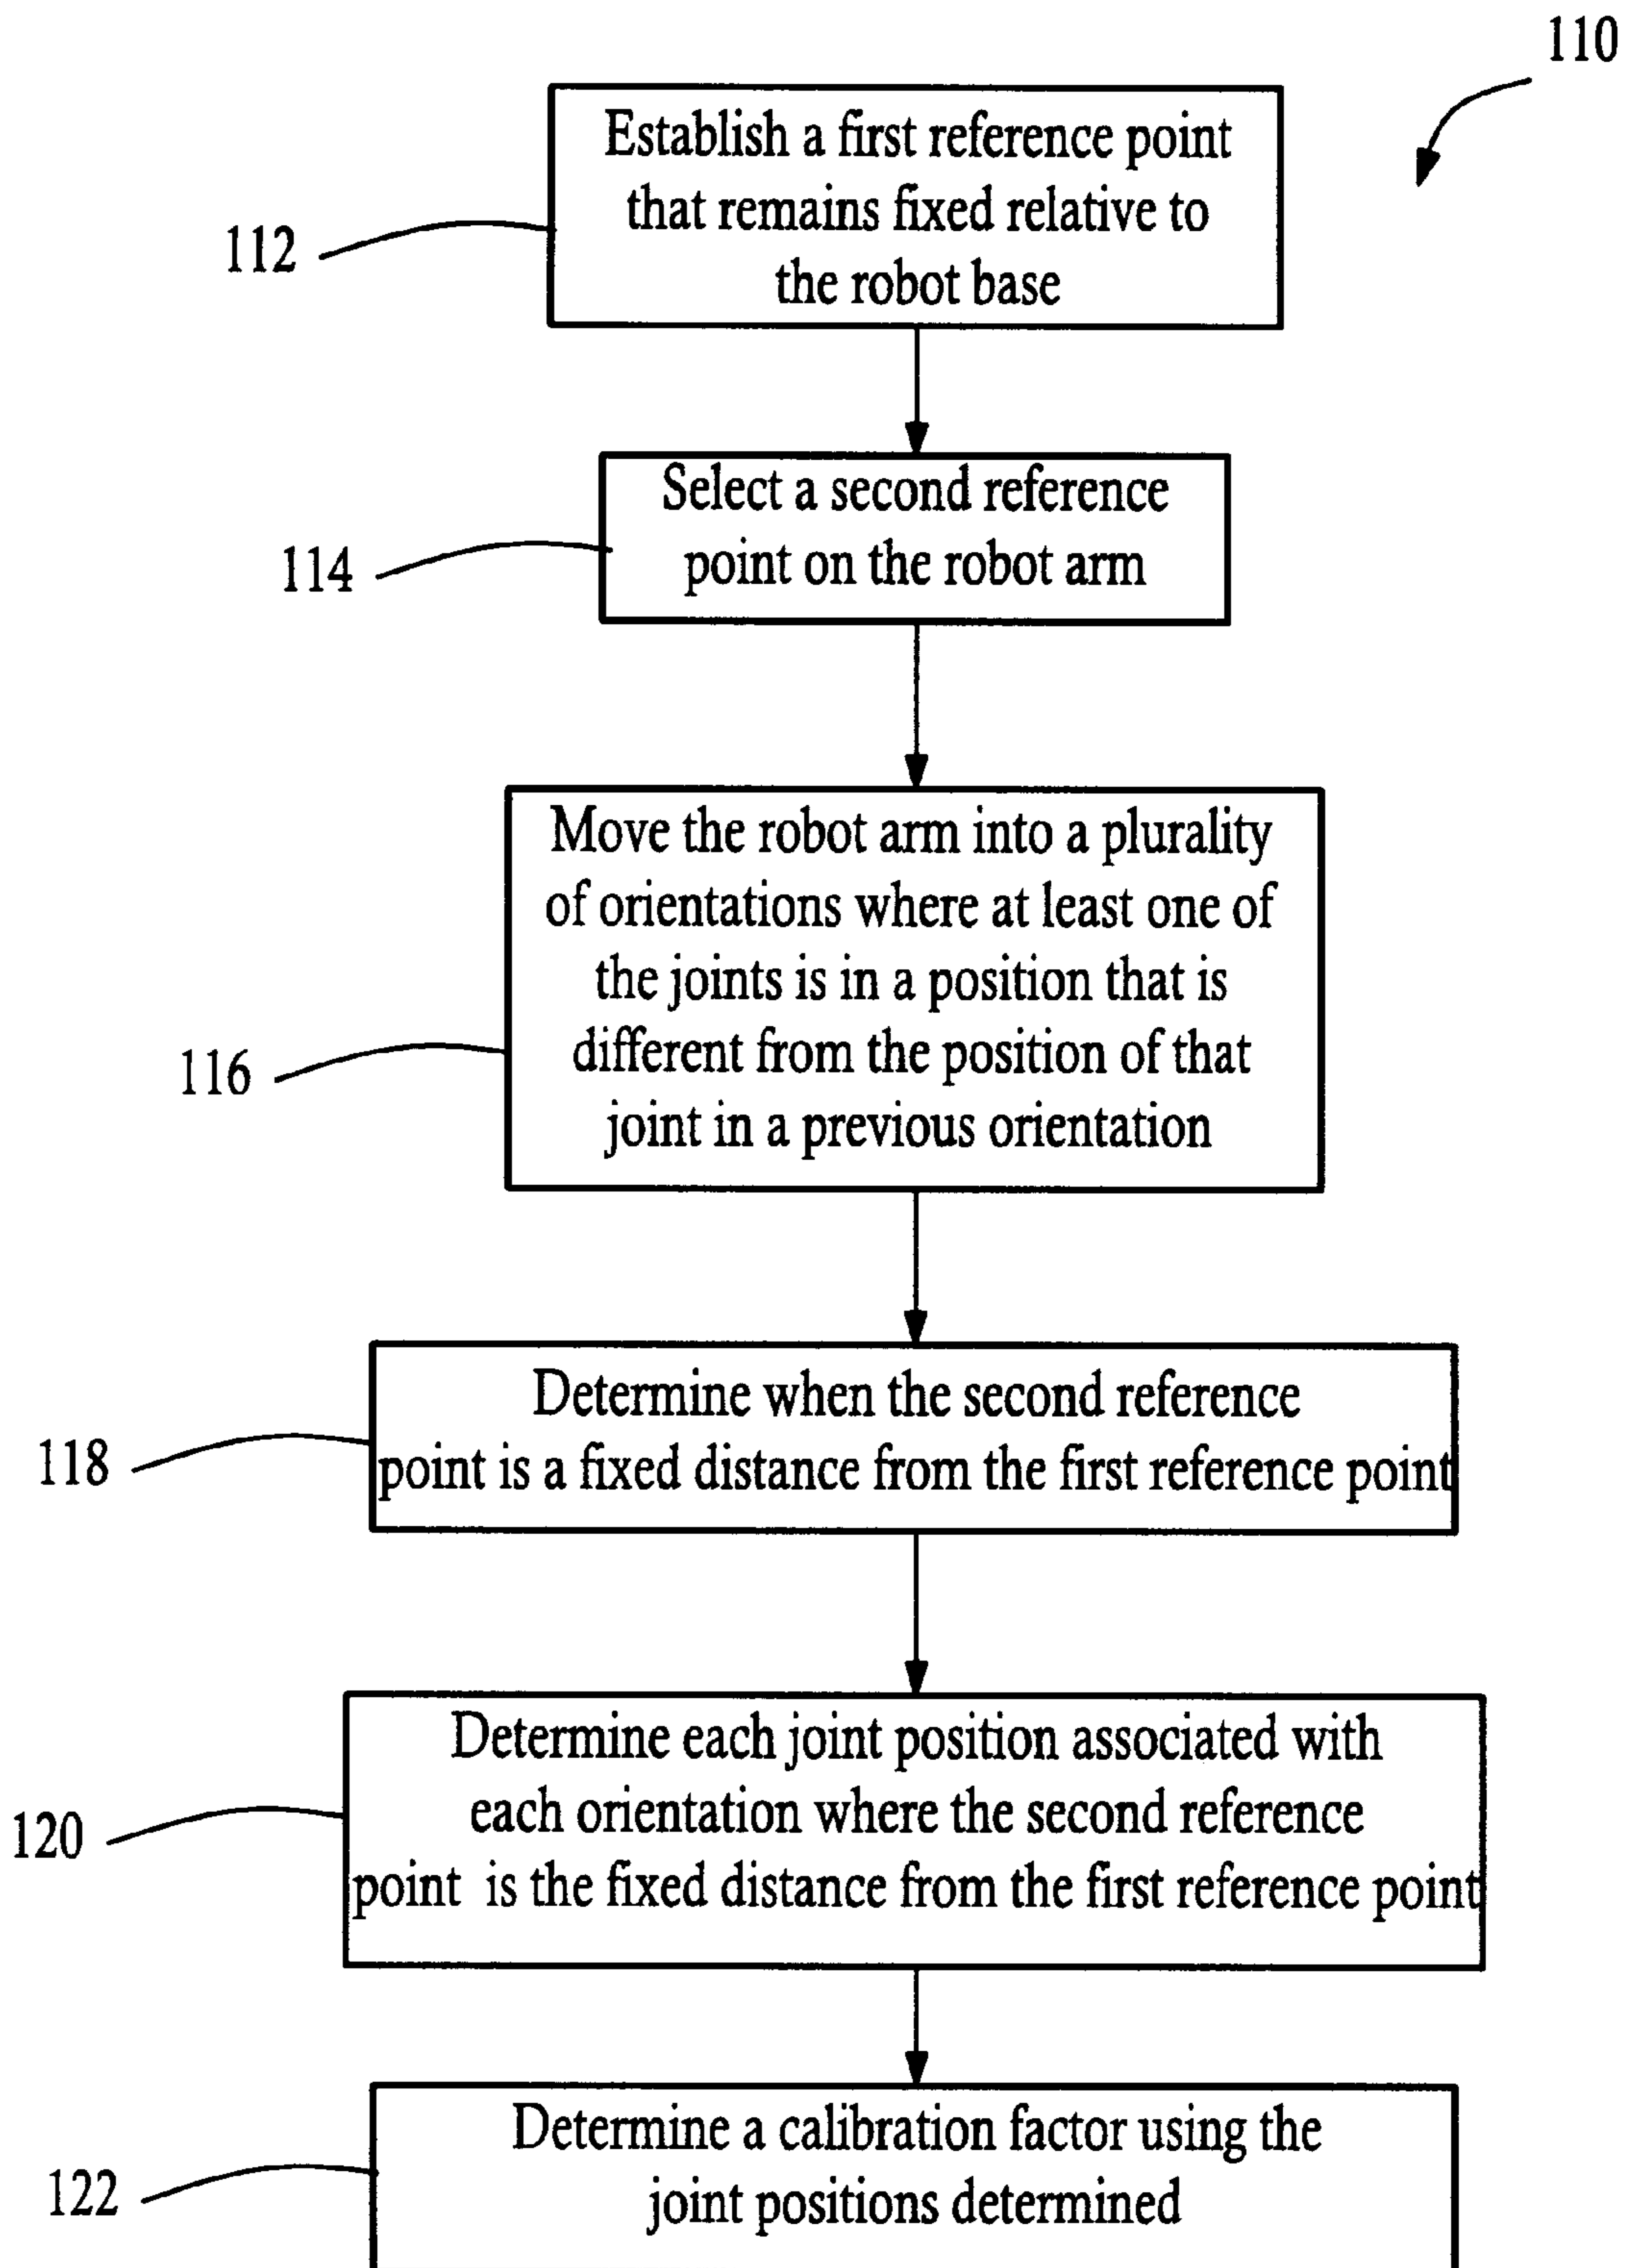 110
Establish a first reference point
that remains fixed relative to
the robot base
112
Select a second reference
point on the robot arm
114
Move the robot arm into a plurality
of orientations where at least one of
the joints is in a position that is
different from the position of that
joint in a previous orientation
116
Determine when the second reference
point is a fixed distance from the first reference point
118
Determine each joint position associated with
each orientation where the second reference
point is the fixed distance from the first reference point
120
Determine a calibration factor using the
joint positions determined
122